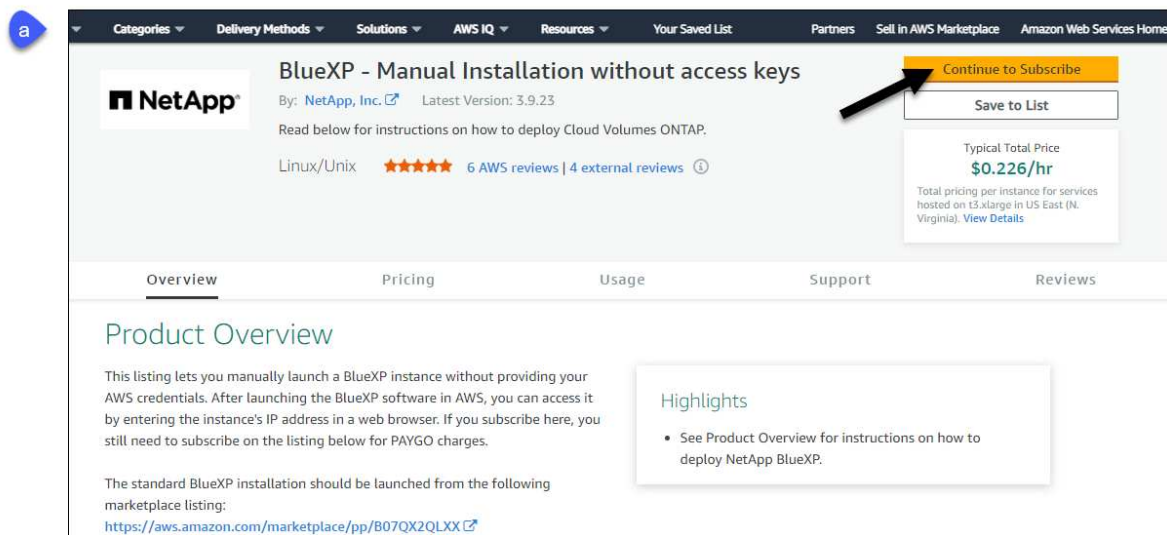 a
Categories Delivery Methods Solutions AWS IQ Resources Your Saved List Partners Sell in AWS Marketplace Amazon Web Services Home
NetApp
BlueXP - Manual Installation without access keys
By: NetApp, Inc. Latest Version: 3.9.23
Read below for instructions on how to deploy Cloud Volumes ONTAP.
Linux/Unix 6 AWS reviews | 4 external reviews
Continue to Subscribe
Save to List
Typical Total Price
$0.226/hr
Total pricing per instance for services
hosted on t3.xlarge in US East (N.
Virginia). View Details
Overview Pricing Usage Support Reviews
Product Overview
This listing lets you manually launch a BlueXP instance without providing your
AWS credentials. After launching the BlueXP software in AWS, you can access it
by entering the instance's IP address in a web browser. If you subscribe here, you
still need to subscribe on the listing below for PAYGO charges.
The standard BlueXP installation should be launched from the following
marketplace listing:
https://aws.amazon.com/marketplace/pp/B07QX2QLXX
Highlights
• See Product Overview for instructions on how to
deploy NetApp BlueXP.